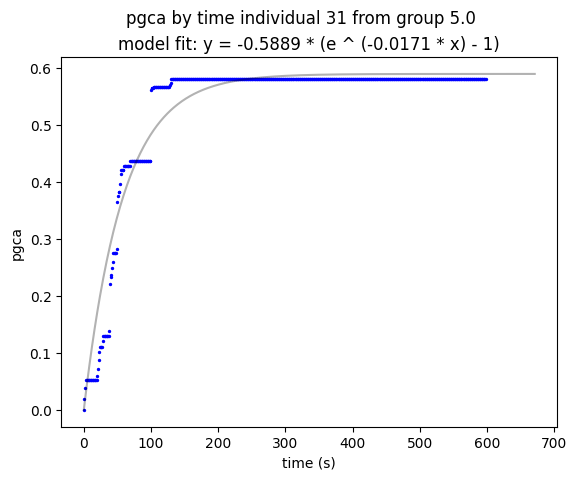 pgca by time individual 31 from group 5.0
model fit: y = -0.5889 * (e ^ (-0.0171 * x) - 1)
0.6
0.5
0.4
0.3
0.2
0.1
0.0
pgca
0 100 200 300 400 500 600 700
time (s)